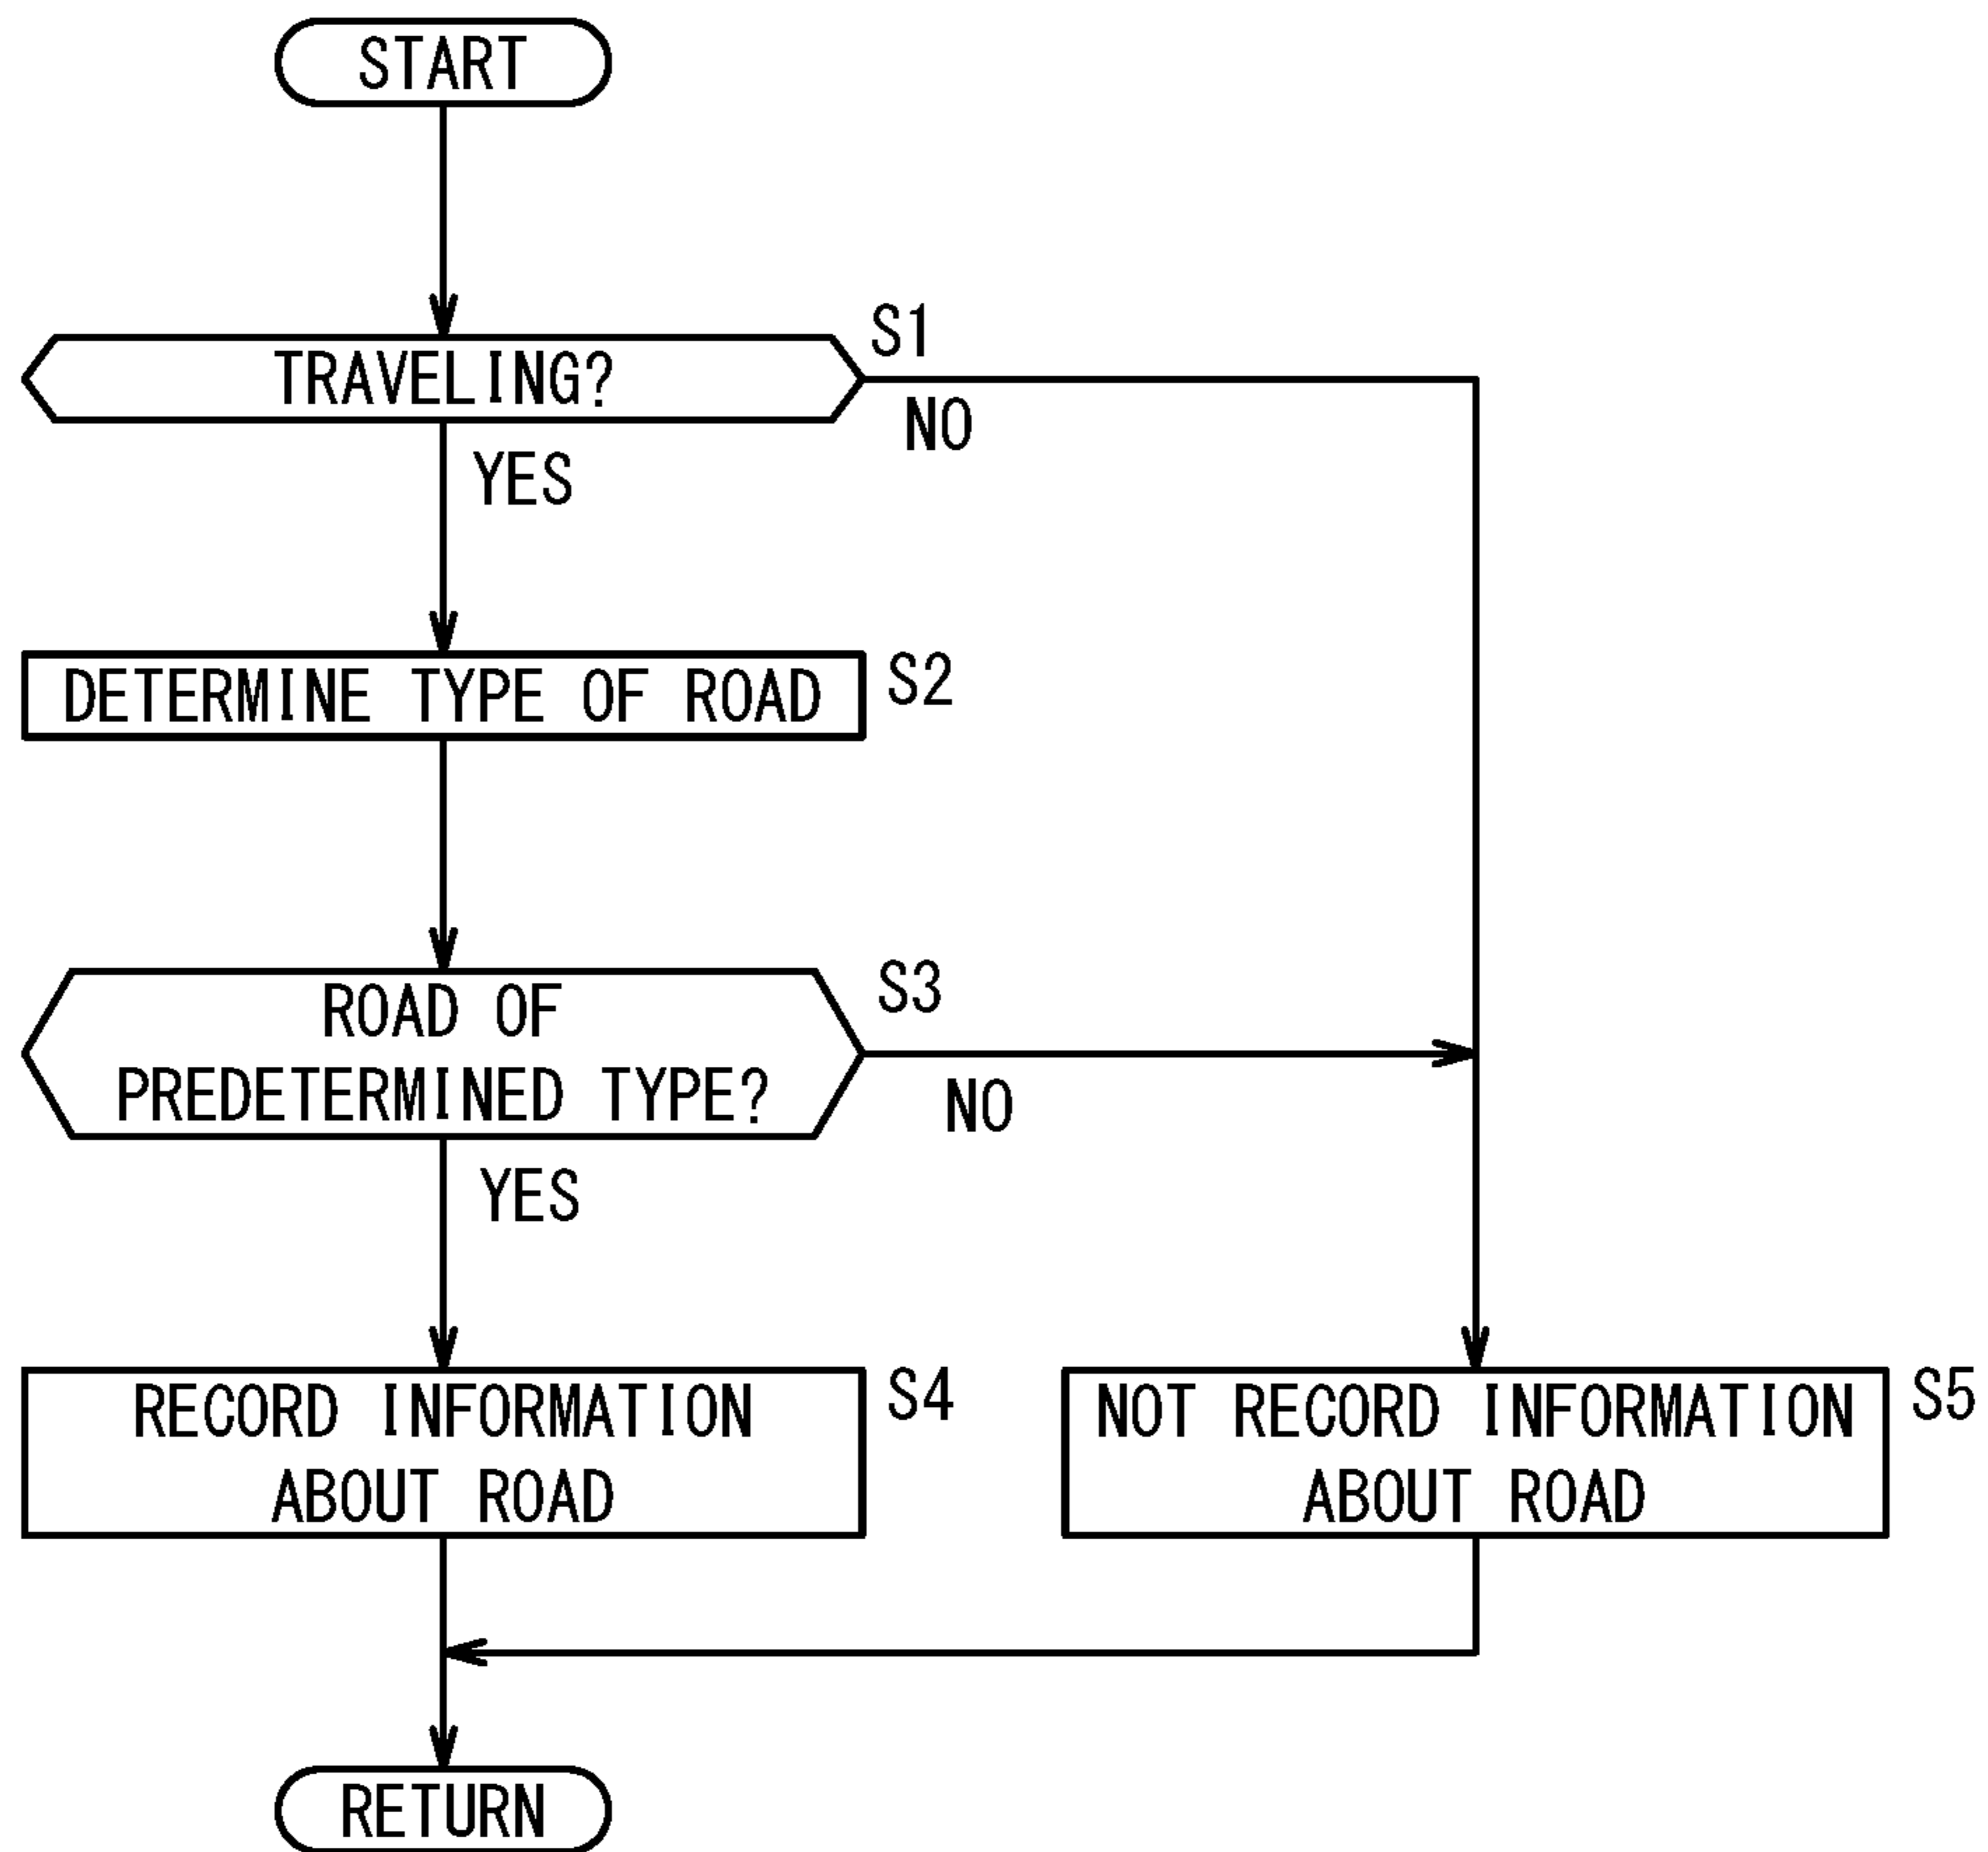 START
S1
TRAVELING?
NO
YES
DETERMINE TYPE OF ROAD
S2
S3
ROAD OF
PREDETERMINED TYPE?
NO
YES
S4
RECORD INFORMATION
ABOUT ROAD
S5
NOT RECORD INFORMATION
ABOUT ROAD
RETURN